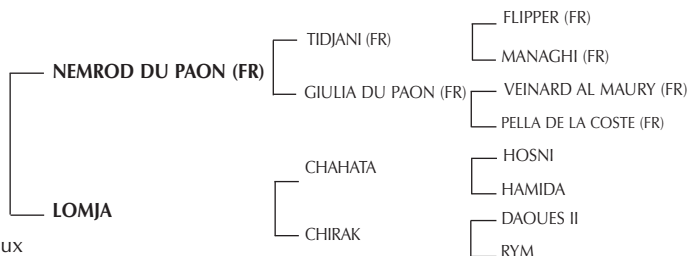 FLIPPER (FR)
TIDJANI (FR)
MANAGHI (FR)
NEMROD DU PAON (FR)
GIULIA DU PAON (FR)
VEINARD AL MAURY (FR)
PELLA DE LA COSTE (FR)
HOSNI
CHAHATA
HAMIDA
LOMJA
DAOUES II
CHIRAK
ux
RYM